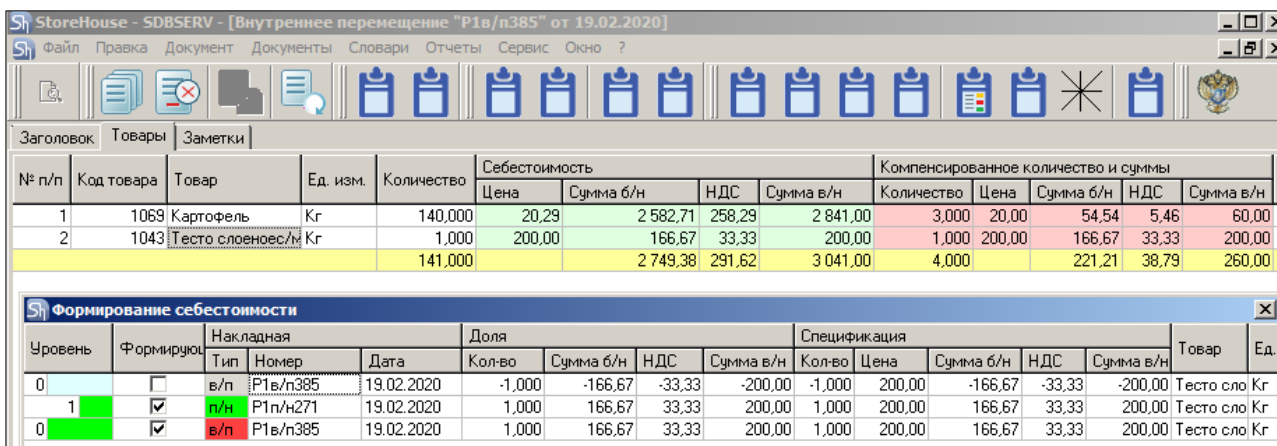 StoreHouse - SDBSERV - [Внутреннее перемещение "Р1в/п385" от 19.02.2020]
Файл Правка Документ Документы Словари Отчеты Сервис Окно ?
Заголовок Товары Заметки
№ п/п Код товара Товар Ед. изм. Количество Себестоимость Компенсированное количество и суммы
Цена Сумма б/н НДС Сумма в/н Количество Цена Сумма б/н НДС Сумма в/н
1 1069 Картофель Кг 140,000 20,29 2 582,71 258,29 2 841,00 3,000 20,00 54,54 5,46 60,00
2 1043 Тесто слоеноес/м Кг 1,000 200,00 166,67 33,33 200,00 1,000 200,00 166,67 33,33 200,00
141,000 2 749,38 291,62 3 041,00 4,000 221,21 38,79 260,00
Формирование себестоимости
Уровень Формирующ Накладная Доля Спецификация Товар Ед.
Тип Номер Дата Кол-во Сумма б/н НДС Сумма в/н Кол-во Цена Сумма б/н НДС Сумма в/н
0 в/п Р1в/п385 19.02.2020 -1,000 -166,67 -33,33 -200,00 -1,000 200,00 -166,67 -33,33 -200,00 Тесто сло Кг
1 п/н Р1п/н271 19.02.2020 1,000 166,67 33,33 200,00 1,000 200,00 166,67 33,33 200,00 Тесто сло Кг
0 в/п Р1в/п385 19.02.2020 1,000 166,67 33,33 200,00 1,000 200,00 166,67 33,33 200,00 Тесто сло Кг